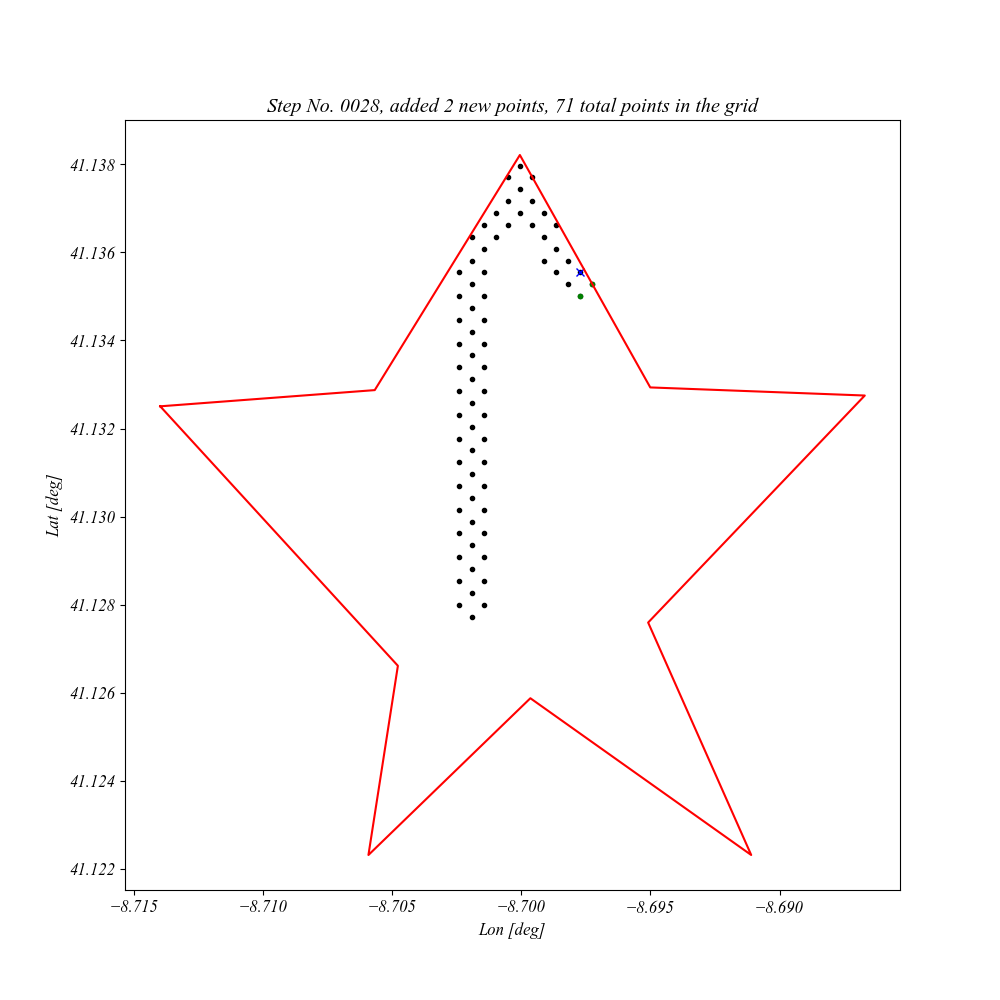 Step No. 0028, added 2 new points, 71 total points in the grid
41.138
41.136
41.134
41.132
41.130
41.128
41.126
41.124
41.122
Lat [deg]
−8.715 −8.710 −8.705 −8.700 −8.695 −8.690
Lon [deg]